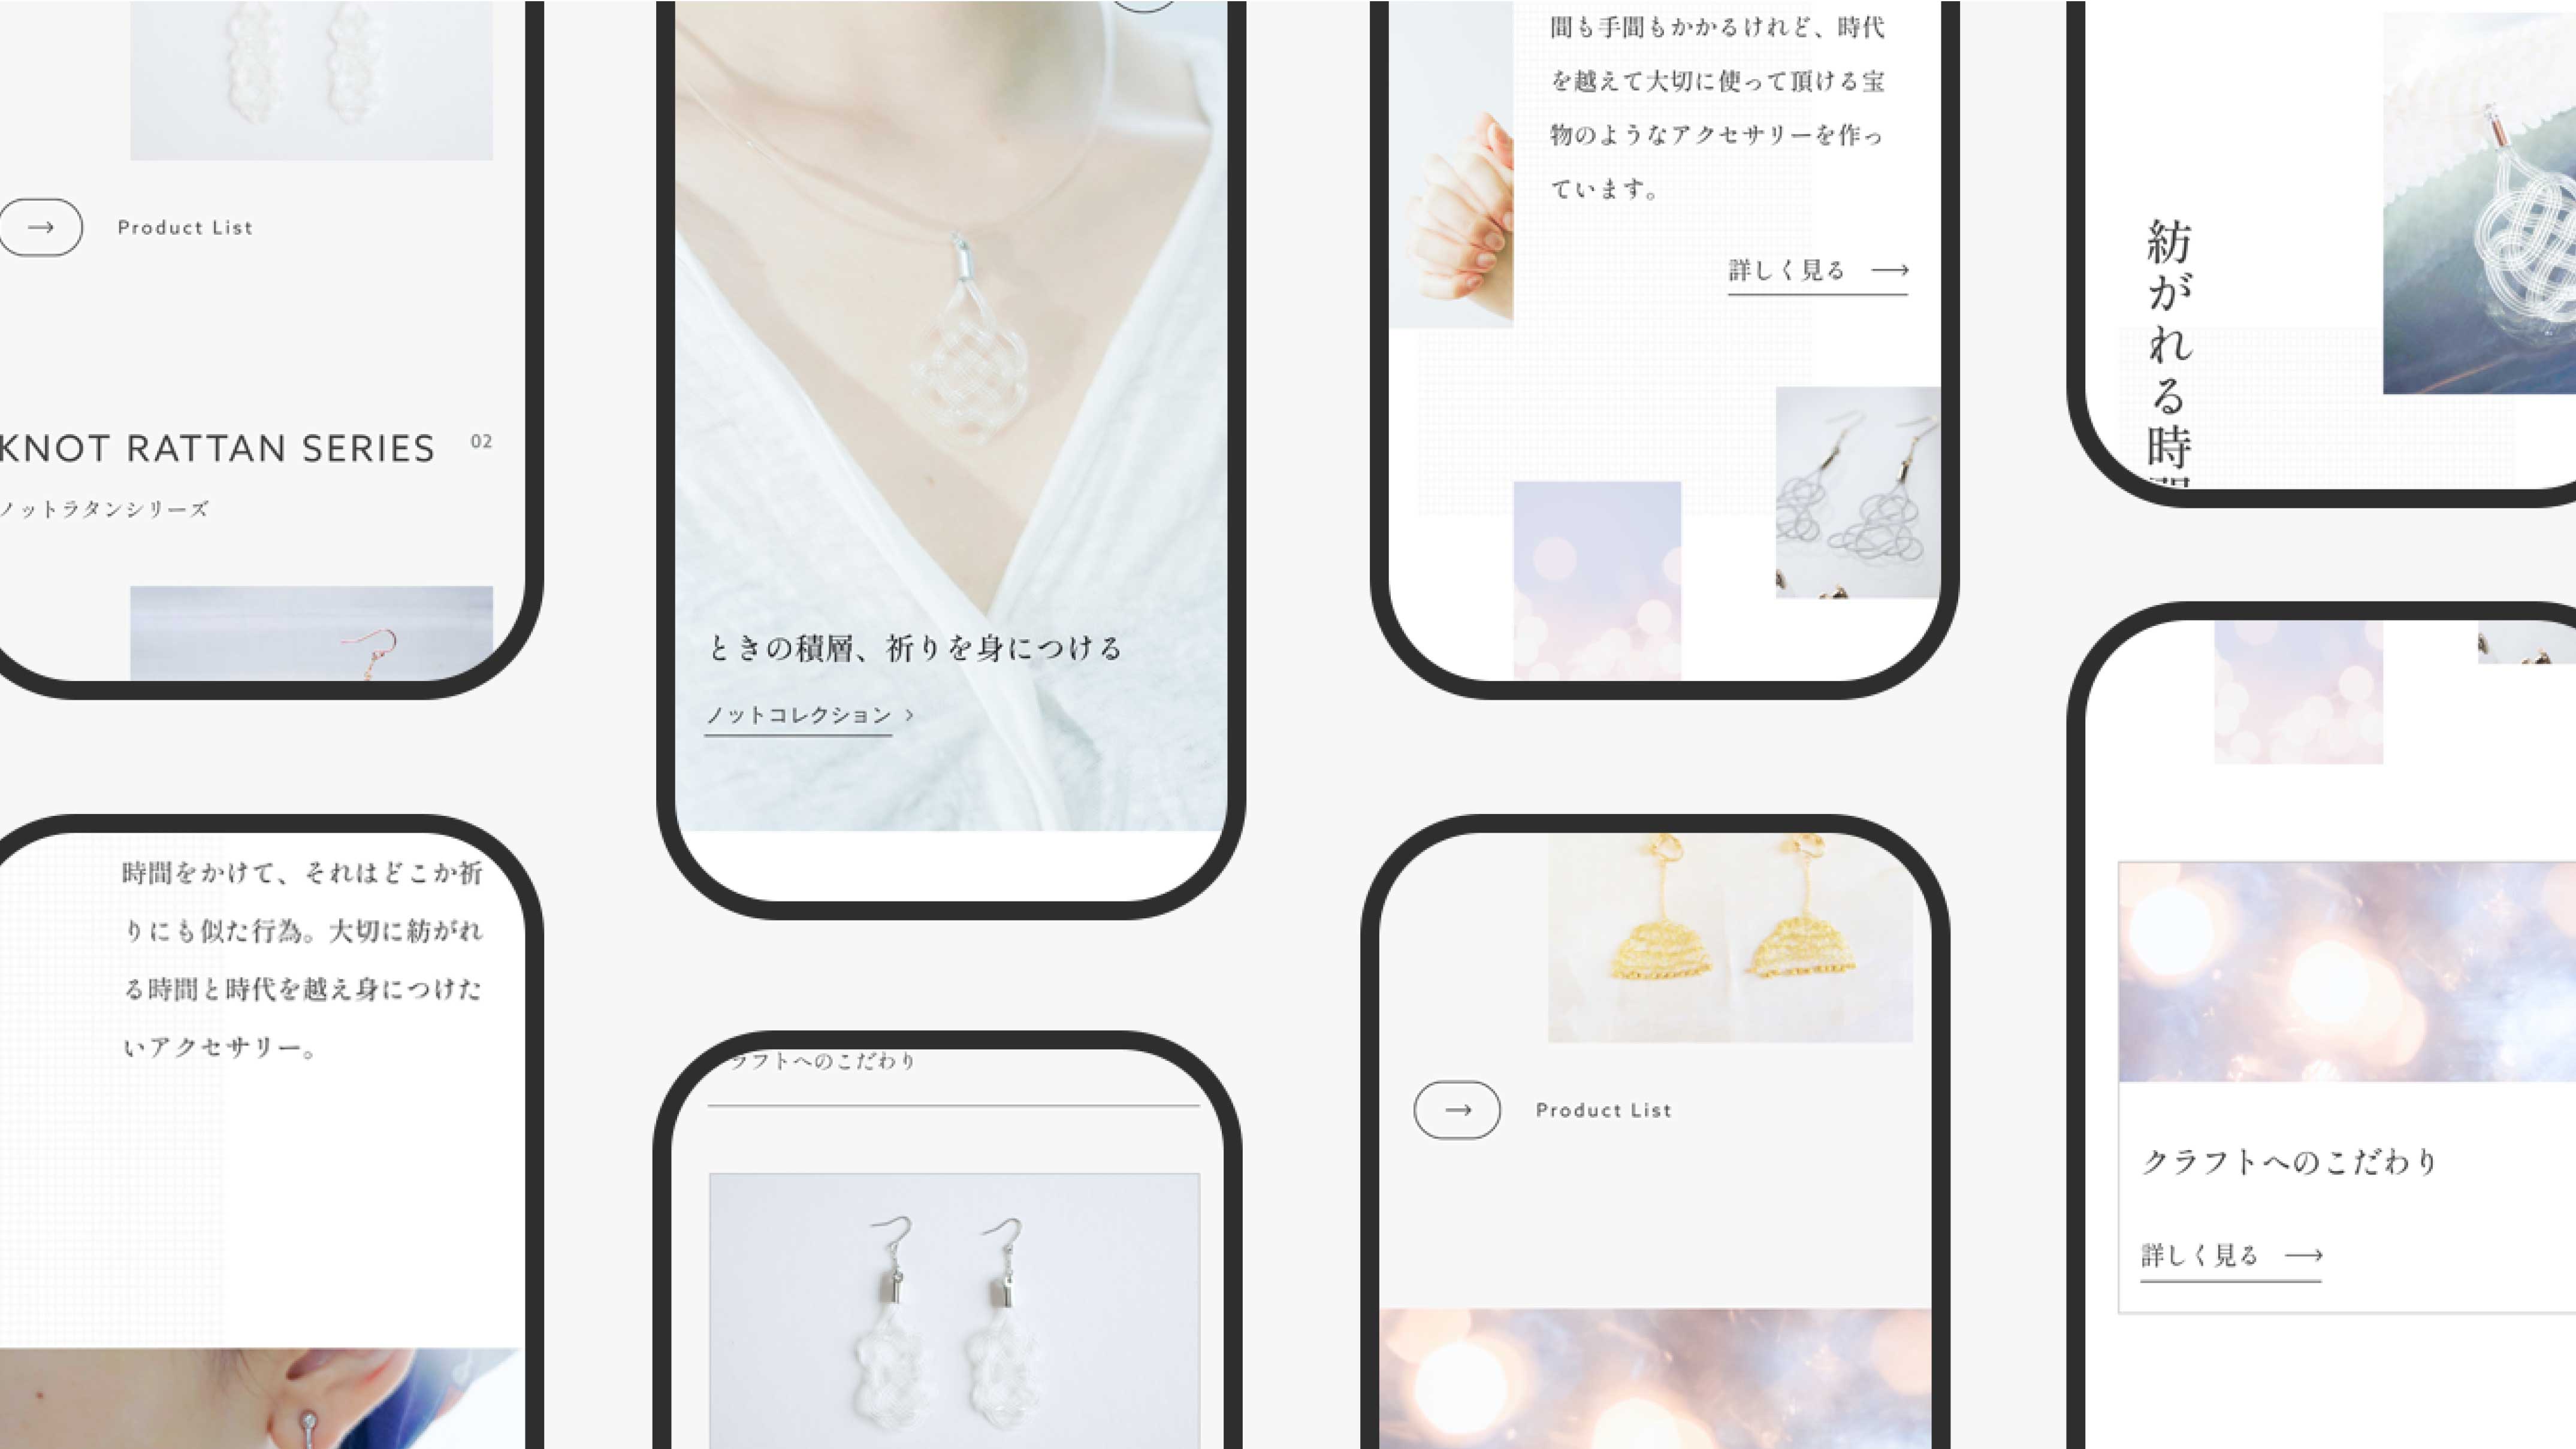 Product List
KNOT RATTAN SERIES 02
ノットラタンシリーズ
時間をかけて、それはどこか祈
りにも似た行為。大切に紡がれ
る時間と時代を越え身につけた
いアクセサリー。
ときの積層、祈りを身につける
ノットコレクション >
ラフトへのこだわり
間も手間もかかるけれど、時代
を越えて大切に使って頂ける宝
物のようなアクセサリーを作っ
ています。
詳しく見る
Product List
紡がれる時
クラフトへのこだわり
詳しく見る